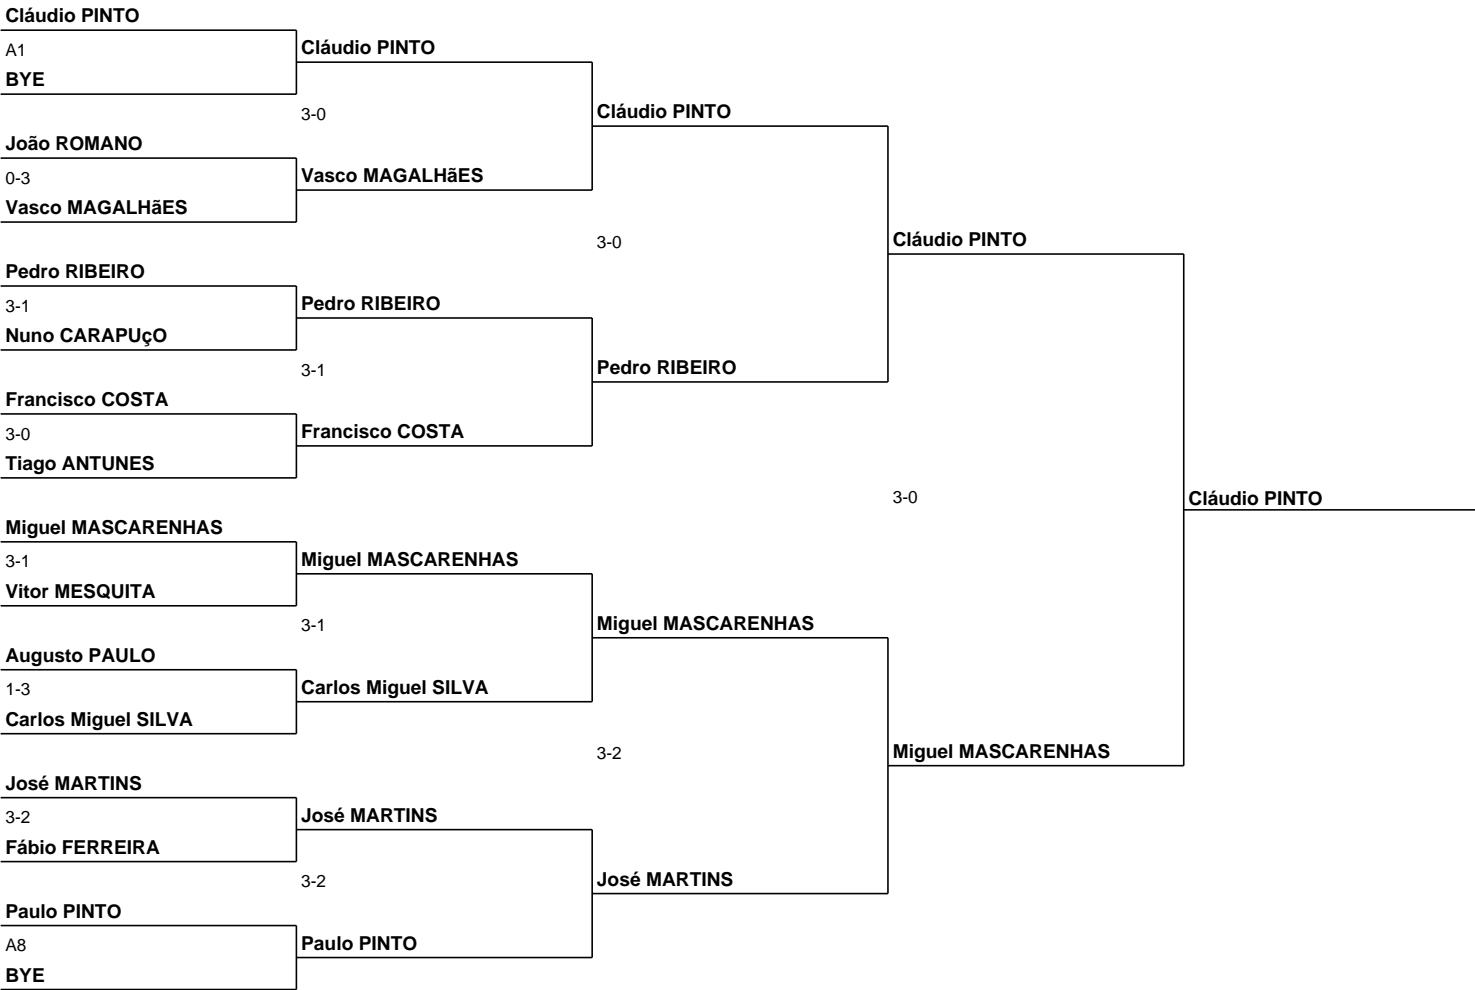 Cláudio PINTO
A1
BYE
João ROMANO
0-3
Vasco MAGALHãES
Pedro RIBEIRO
3-1
Nuno CARAPUçO
Francisco COSTA
3-0
Tiago ANTUNES
Miguel MASCARENHAS
3-1
Vitor MESQUITA
Augusto PAULO
1-3
Carlos Miguel SILVA
José MARTINS
3-2
Fábio FERREIRA
Paulo PINTO
A8
BYE
Cláudio PINTO
3-0
Vasco MAGALHãES
Pedro RIBEIRO
3-1
Francisco COSTA
Miguel MASCARENHAS
3-1
Carlos Miguel SILVA
José MARTINS
3-2
Paulo PINTO
Cláudio PINTO
3-0
Pedro RIBEIRO
Miguel MASCARENHAS
3-2
José MARTINS
Cláudio PINTO
3-0
Miguel MASCARENHAS
Cláudio PINTO